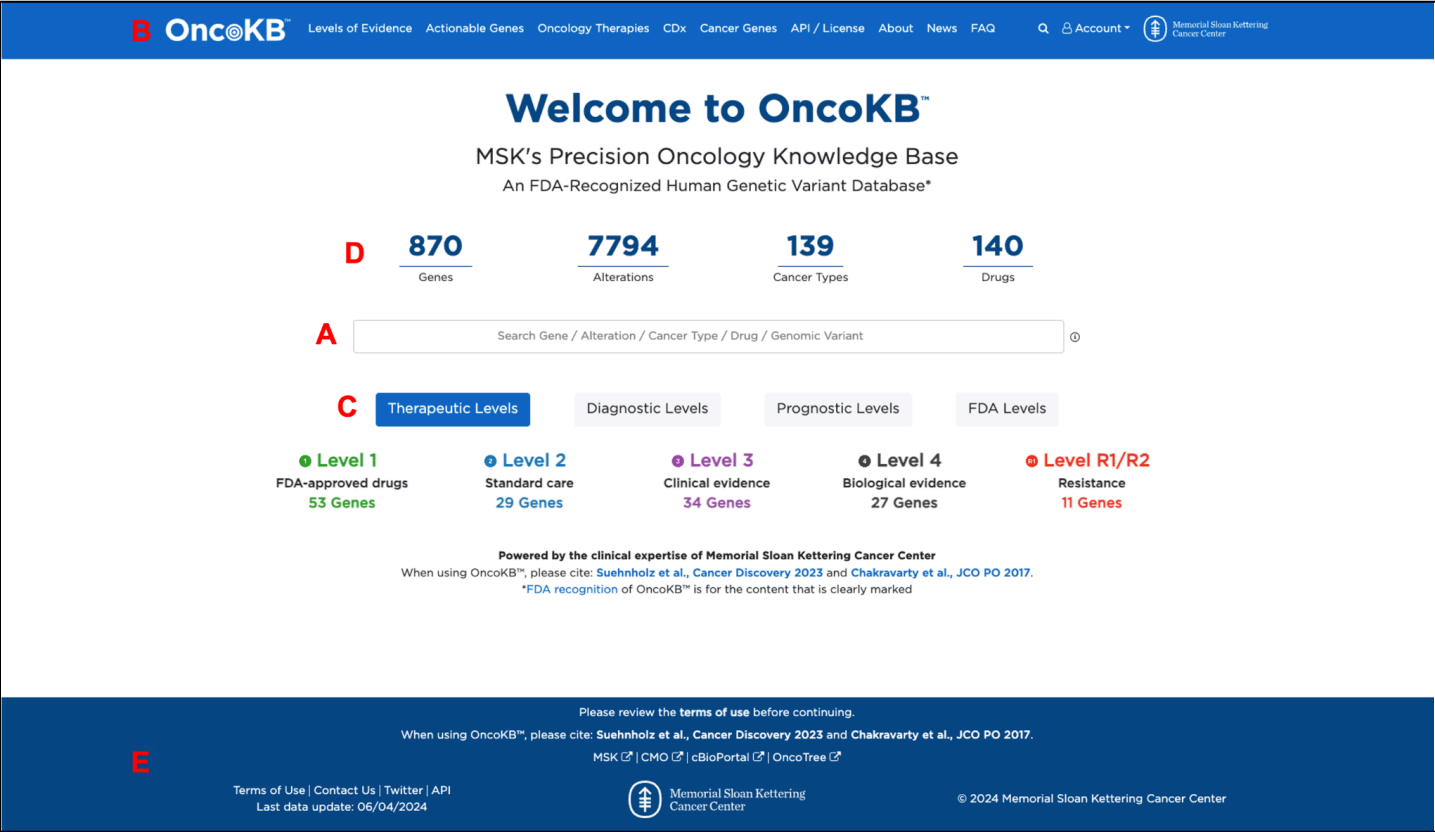 B OncoKB™ Levels of Evidence Actionable Genes Oncology Therapies CDx Cancer Genes API / License About News FAQ Account Memorial Sloan Kettering
Cancer Center
Welcome to OncoKB™
MSK's Precision Oncology Knowledge Base
An FDA-Recognized Human Genetic Variant Database*
D 870 7794 139 140
Genes Alterations Cancer Types Drugs
A Search Gene / Alteration / Cancer Type / Drug / Genomic Variant
C Therapeutic Levels Diagnostic Levels Prognostic Levels FDA Levels
1 Level 1 2 Level 2 3 Level 3 4 Level 4 R1 Level R1/R2
FDA-approved drugs Standard care Clinical evidence Biological evidence Resistance
53 Genes 29 Genes 34 Genes 27 Genes 11 Genes
Powered by the clinical expertise of Memorial Sloan Kettering Cancer Center
When using OncoKB™, please cite: Suehnholz et al., Cancer Discovery 2023 and Chakravarty et al., JCO PO 2017.
*FDA recognition of OncoKB™ is for the content that is clearly marked
Please review the terms of use before continuing.
When using OncoKB™, please cite: Suehnholz et al., Cancer Discovery 2023 and Chakravarty et al., JCO PO 2017.
E MSK | CMO | cBioPortal | OncoTree
Terms of Use | Contact Us | Twitter | API
Last data update: 06/04/2024
Memorial Sloan Kettering
Cancer Center
© 2024 Memorial Sloan Kettering Cancer Center